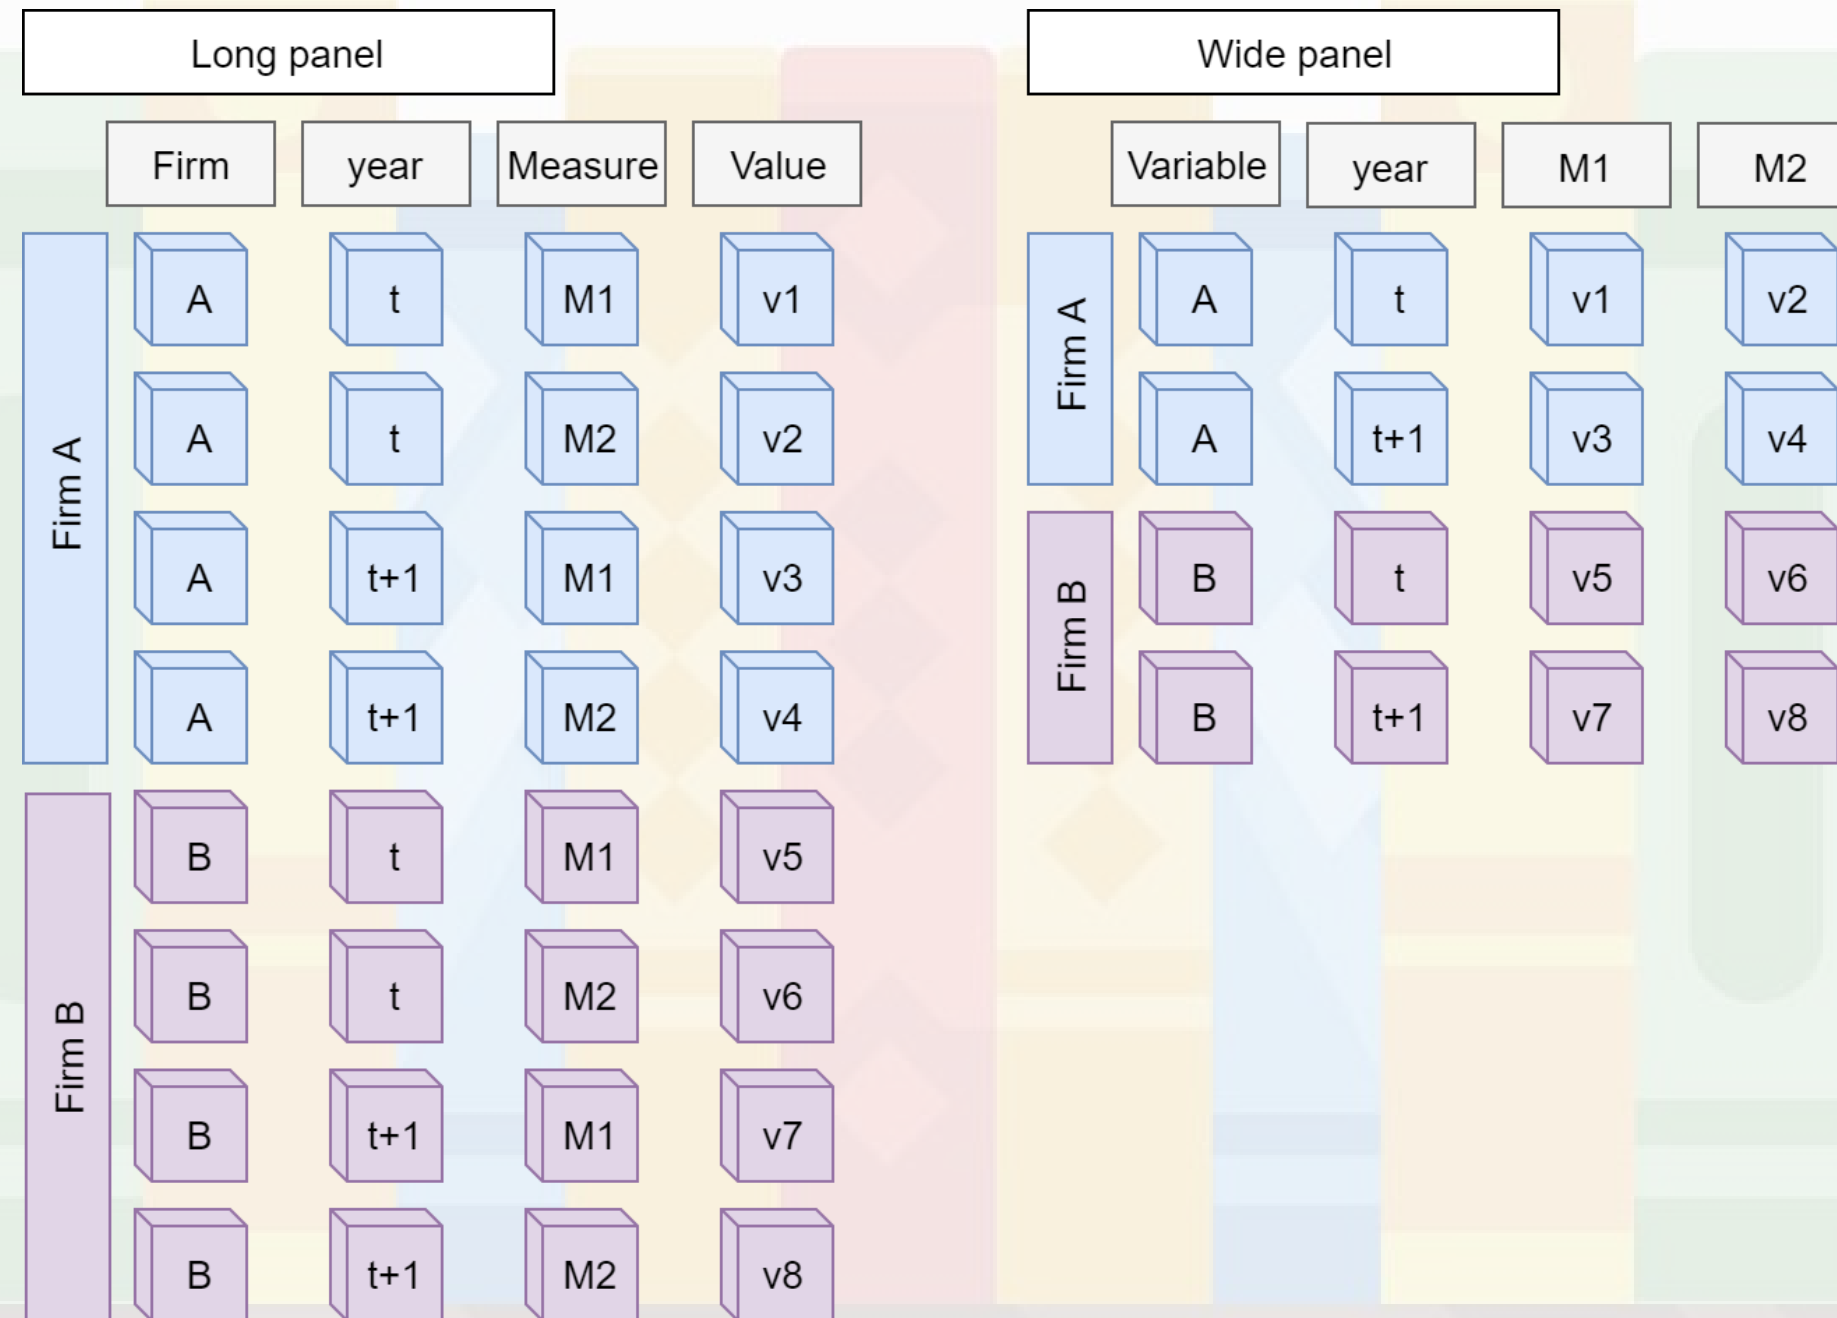 Long panel
Firm year Measure Value
Firm A
A t M1 v1
A t M2 v2
A t+1 M1 v3
A t+1 M2 v4
Firm B
B t M1 v5
B t M2 v6
B t+1 M1 v7
B t+1 M2 v8
Wide panel
Variable year M1 M2
Firm A
A t v1 v2
A t+1 v3 v4
Firm B
B t v5 v6
B t+1 v7 v8